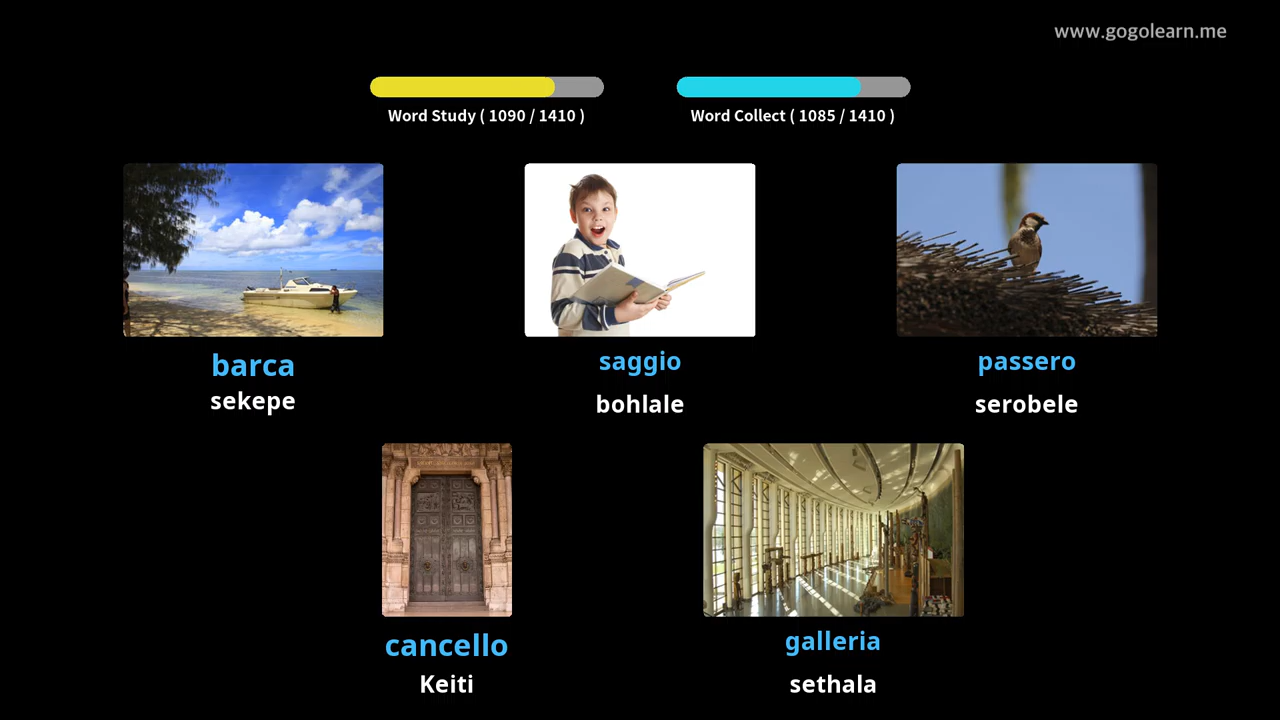 www.gogolearn.me
Word Study ( 1090 / 1410 )
Word Collect ( 1085 / 1410 )
barca
sekepe
saggio
bohlale
passero
serobele
cancello
Keiti
galleria
sethala